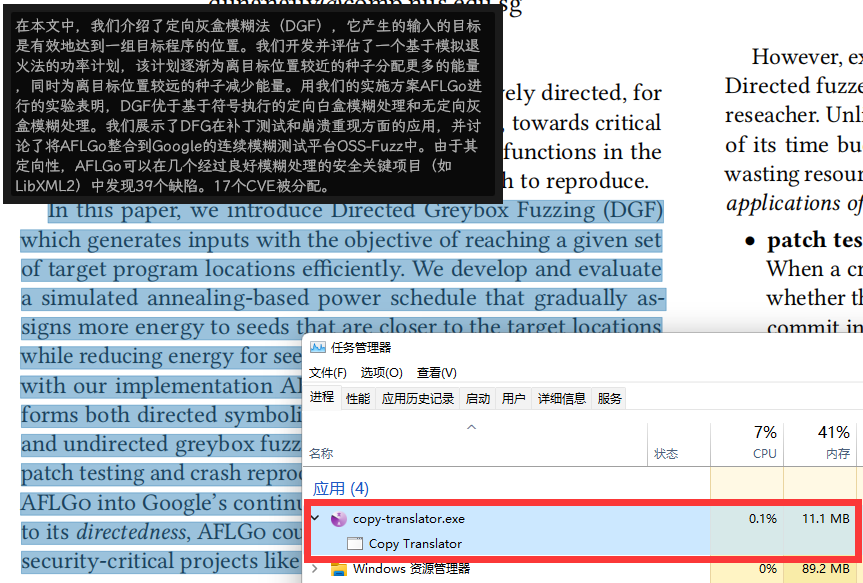 在本文中，我们介绍了定向灰盒模糊法（DGF），它产生的输入的目标
是有效地达到一组目标程序的位置。我们开发并评估了一个基于模拟退
火法的功率计划，该计划逐渐为离目标位置较近的种子分配更多的能量
，同时为离目标位置较远的种子减少能量。用我们的实施方案AFLGo进
行的实验表明，DGF优于基于符号执行的定向白盒模糊处理和无定向灰
盒模糊处理。我们展示了DFG在补丁测试和崩溃重现方面的应用，并讨
论了将AFLGo整合到Google的连续模糊测试平台OSS-Fuzz中。由于其
定向性，AFLGo可以在几个经过良好模糊处理的安全关键项目（如
LibXML2）中发现39个缺陷。17个CVE被分配。
vely directed, for
, towards critical
functions in the
h to reproduce.
In this paper, we introduce Directed Greybox Fuzzing (DGF)
which generates inputs with the objective of reaching a given set
of target program locations efficiently. We develop and evaluate
a simulated annealing-based power schedule that gradually as-
signs more energy to seeds that are closer to the target locations
while reducing energy for see
with our implementation A
forms both directed symboli
and undirected greybox fuzz
patch testing and crash repro
AFLGo into Google's continu
to its directedness, AFLGo cou
security-critical projects like
However, ex
Directed fuzze
reseacher. Unl
of its time bu
wasting resour
applications of
• patch tes
When a cr
whether th
commit in
任务管理器
文件(F) 选项(O) 查看(V)
进程 性能 应用历史记录 启动 用户 详细信息 服务
7% 41%
名称 状态 CPU 内存
应用 (4)
copy-translator.exe 0.1% 11.1 MB
Copy Translator
Windows 资源管理器 0% 89.2 MB